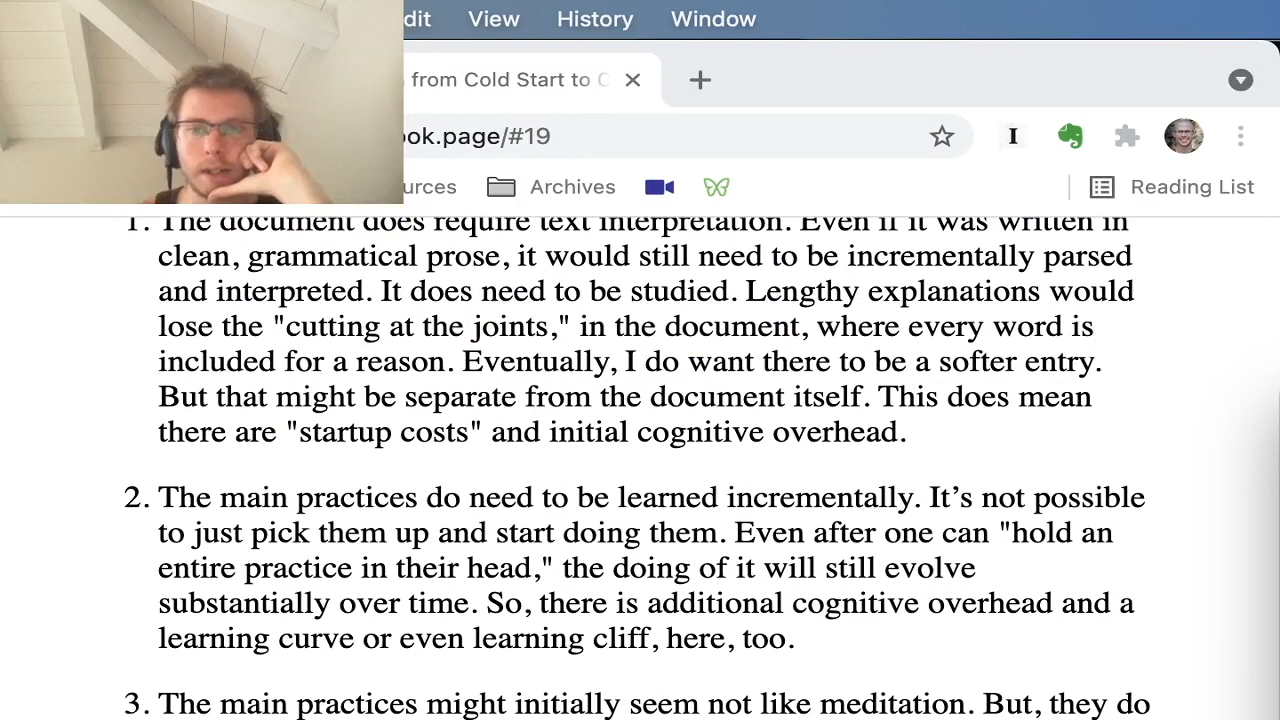 dit View History Window
from Cold Start to C
ok.page/#19
urces Archives Reading List
1. The document does require text interpretation. Even if it was written in
clean, grammatical prose, it would still need to be incrementally parsed
and interpreted. It does need to be studied. Lengthy explanations would
lose the "cutting at the joints," in the document, where every word is
included for a reason. Eventually, I do want there to be a softer entry.
But that might be separate from the document itself. This does mean
there are "startup costs" and initial cognitive overhead.
2. The main practices do need to be learned incrementally. It’s not possible
to just pick them up and start doing them. Even after one can "hold an
entire practice in their head," the doing of it will still evolve
substantially over time. So, there is additional cognitive overhead and a
learning curve or even learning cliff, here, too.
3. The main practices might initially seem not like meditation. But, they do